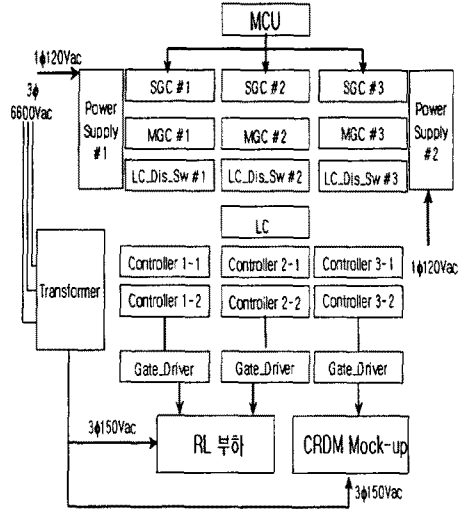 MCU
1ϕ120Vac
3ϕ
6600Vac
Power
Supply
#1
SGC #1
SGC #2
SGC #3
Power
Supply
#2
MGC #1
MGC #2
MGC #3
LC_Dis_Sw #1
LC_Dis_Sw #2
LC_Dis_Sw #3
LC
1ϕ120Vac
Transformer
Controller 1-1
Controller 2-1
Controller 3-1
Controller 1-2
Controller 2-2
Controller 3-2
Gate_Driver
Gate_Driver
Gate_Driver
3ϕ150Vac
RL 부하
CRDM Mock-up
3ϕ150Vac